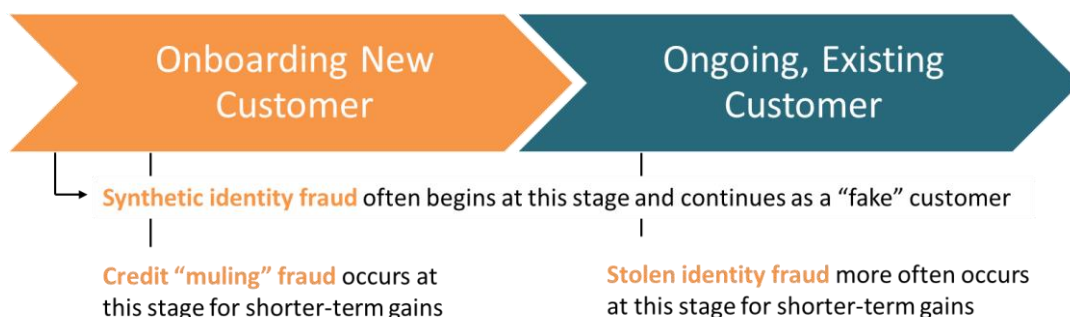 Onboarding New
Customer
Ongoing, Existing
Customer
Synthetic identity fraud often begins at this stage and continues as a “fake” customer
Credit “muling” fraud occurs at
this stage for shorter-term gains
Stolen identity fraud more often occurs
at this stage for shorter-term gains